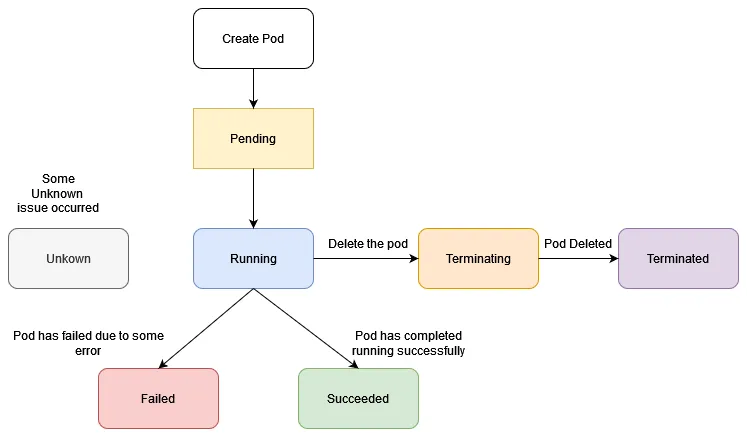 Create Pod
Pending
Some
Unknown
issue occurred
Unkown
Running
Delete the pod
Terminating
Pod Deleted
Terminated
Pod has failed due to some
error
Pod has completed
running successfully
Failed
Succeeded